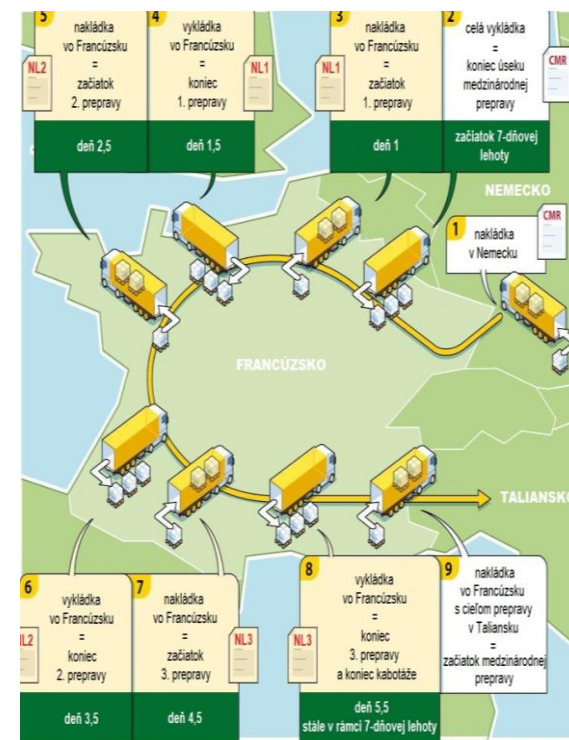 5
nakládka
vo Francúzsku
=
začiatok
2. prepravy
NL2
deň 2,5
4
vykládka
vo Francúzsku
=
koniec
1. prepravy
NL1
deň 1,5
3
nakládka
vo Francúzsku
=
začiatok
1. prepravy
NL1
deň 1
2
celá vykládka
=
koniec úseku
medzinárodnej
prepravy
CMR
začiatok 7-dňovej
lehoty
NEMECKO
1
nakládka
v Nemecku
CMR
FRANCÚZSKO
TALIANSKO
6
vykládka
vo Francúzsku
=
koniec
2. prepravy
L2
deň 3,5
7
nakládka
vo Francúzsku
=
začiatok
3. prepravy
NL3
deň 4,5
8
vykládka
vo Francúzsku
=
koniec
3. prepravy
a koniec kabotáže
NL3
deň 5,5
stále v rámci 7-dňovej lehoty
9
nakládka
vo Francúzsku
s cieľom prepravy
v Taliansku
=
začiatok medzinárodnej
prepravy